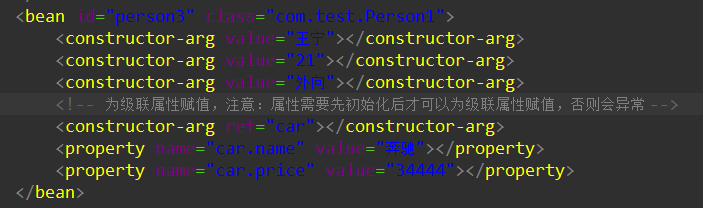 <bean id="person3" class="com.test.Person1">
<constructor-arg value="王宁"></constructor-arg>
<constructor-arg value="21"></constructor-arg>
<constructor-arg value="外向"></constructor-arg>
<!-- 为级联属性赋值，注意：属性需要先初始化后才可以为级联属性赋值，否则会异常 -->
<constructor-arg ref="car"></constructor-arg>
<property name="car.name" value="奔驰"></property>
<property name="car.price" value="34444"></property>
</bean>